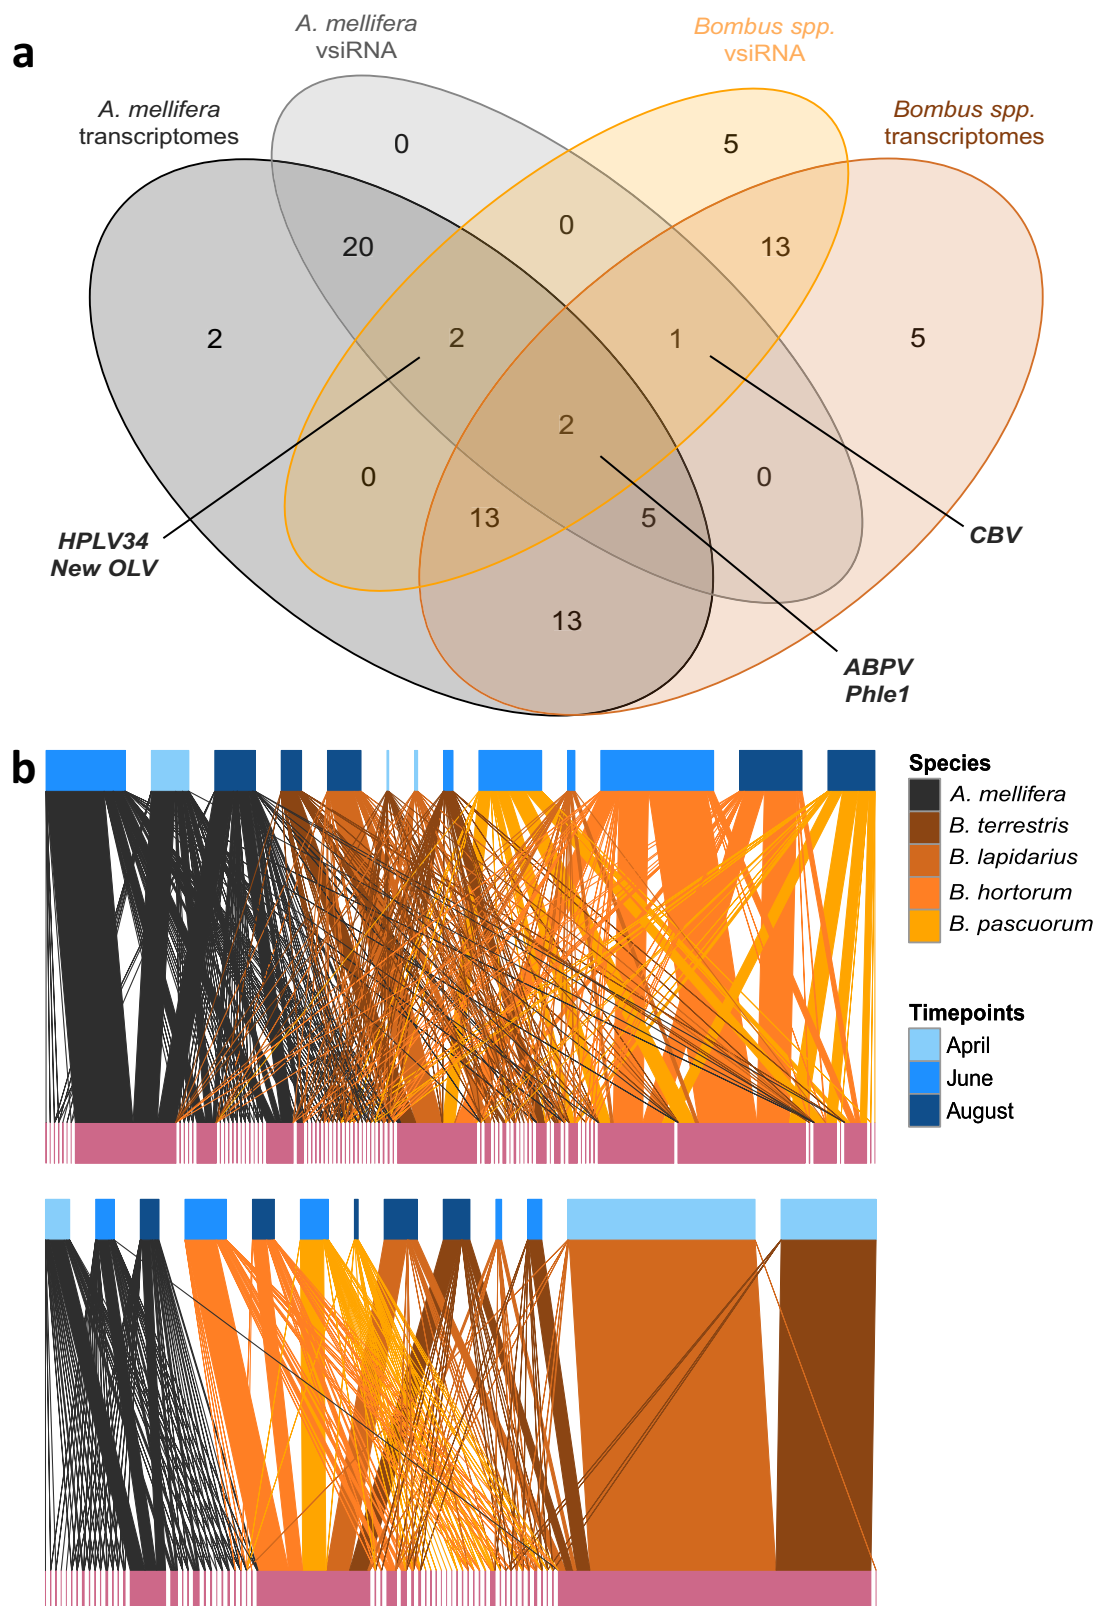 a
A. mellifera
vsiRNA
Bombus spp.
vsiRNA
A. mellifera
transcriptomes
Bombus spp.
transcriptomes
0
5
20
0
13
2
2
1
5
2
0
13
5
0
HPLV34
New OLV
CBV
13
ABPV
Phle1
b
Species
A. mellifera
B. terrestris
B. lapidarius
B. hortorum
B. pascuorum
Timepoints
April
June
August